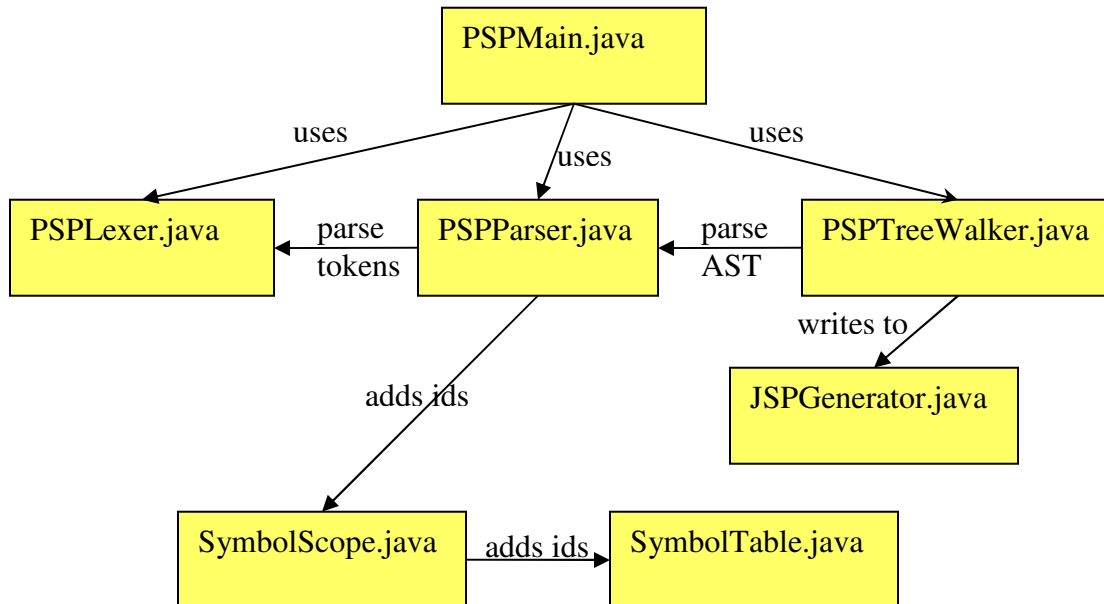 PSPMain.java
uses
uses
uses
PSPLexer.java
parse
tokens
PSPParser.java
parse
AST
PSPTreeWalker.java
writes to
JSPGenerator.java
adds ids
SymbolScope.java
adds ids
SymbolTable.java